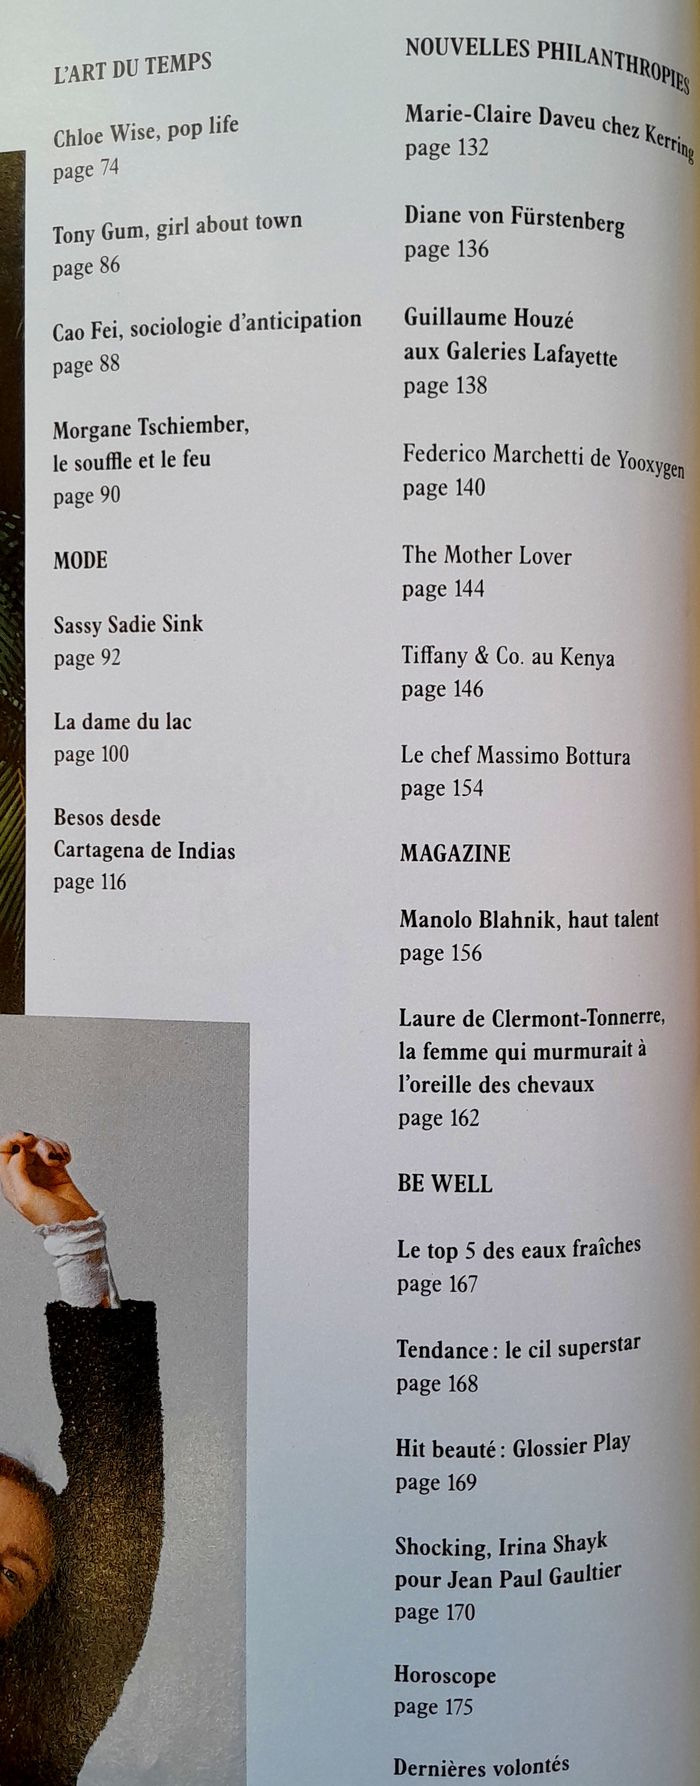 L'ART DU TEMPS
Chloe Wise, pop life
page 74
Tony Gum, girl about town
page 86
Cao Fei, sociologie d'anticipation
page 88
Morgane Tschiember,
le souffle et le feu
page 90
MODE
Sassy Sadie Sink
page 92
La dame du lac
page 100
Besos desde
Cartagena de Indias
page 116
NOUVELLES PHILANTHROPIES
Marie-Claire Daveu chez Kerring
page 132
Diane von Fürstenberg
page 136
Guillaume Houzé
aux Galeries Lafayette
page 138
Federico Marchetti de Yooxygen
page 140
The Mother Lover
page 144
Tiffany & Co. au Kenya
page 146
Le chef Massimo Bottura
page 154
MAGAZINE
Manolo Blahnik, haut talent
page 156
Laure de Clermont-Tonnerre,
la femme qui murmurait à
l'oreille des chevaux
page 162
BE WELL
Le top 5 des eaux fraîches
page 167
Tendance : le cil superstar
page 168
Hit beauté : Glossier Play
page 169
Shocking, Irina Shayk
pour Jean Paul Gaultier
page 170
Horoscope
page 175
Dernières volontés